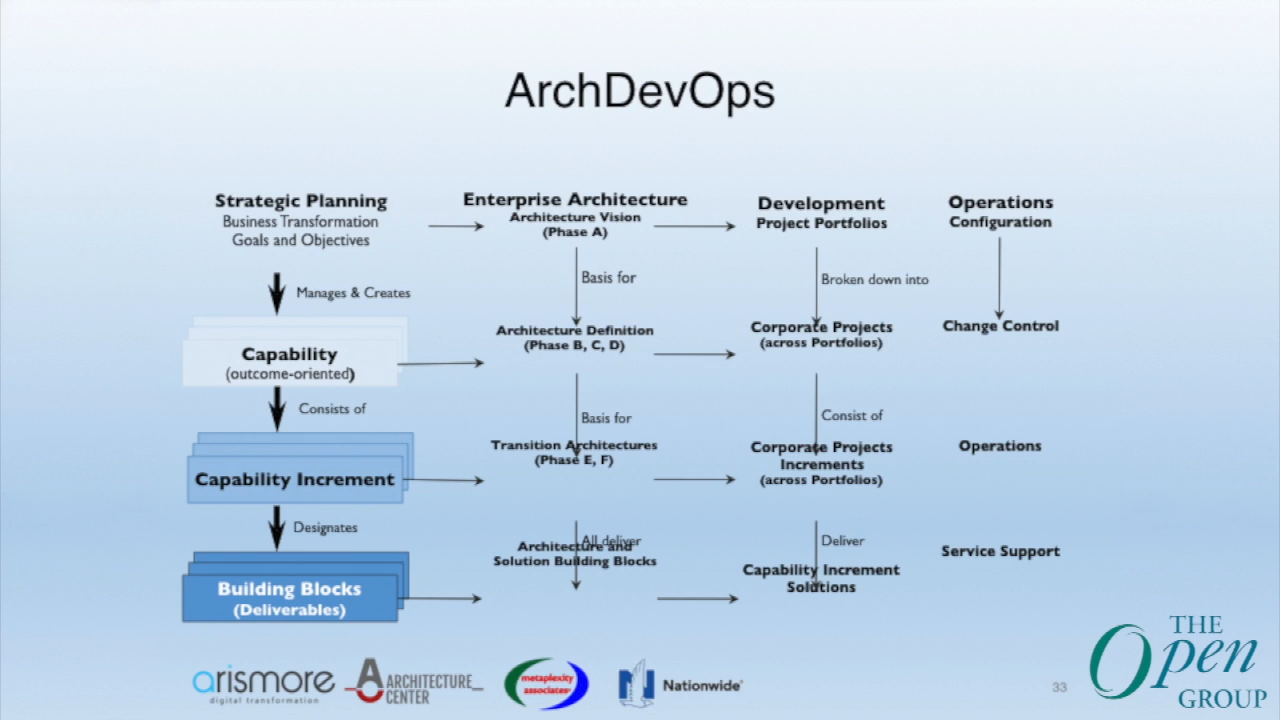 ArchDevOps
Strategic Planning
Business Transformation
Goals and Objectives
Enterprise Architecture
Architecture Vision
(Phase A)
Development
Project Portfolios
Operations
Configuration
Manages & Creates
Basis for
Broken down into
Capability
(outcome-oriented)
Architecture Definition
(Phase B, C, D)
Corporate Projects
(across Portfolios)
Change Control
Consists of
Basis for
Consist of
Capability Increment
Transition Architectures
(Phase E, F)
Corporate Projects
Increments
(across Portfolios)
Operations
Designates
All deliver
Deliver
Building Blocks
(Deliverables)
Architecture and
Solution Building Blocks
Capability Increment
Solutions
Service Support
arismore
digital transformation
ARCHITECTURE
CENTER
metaplexity
associates
Nationwide
33
THE
Open
GROUP